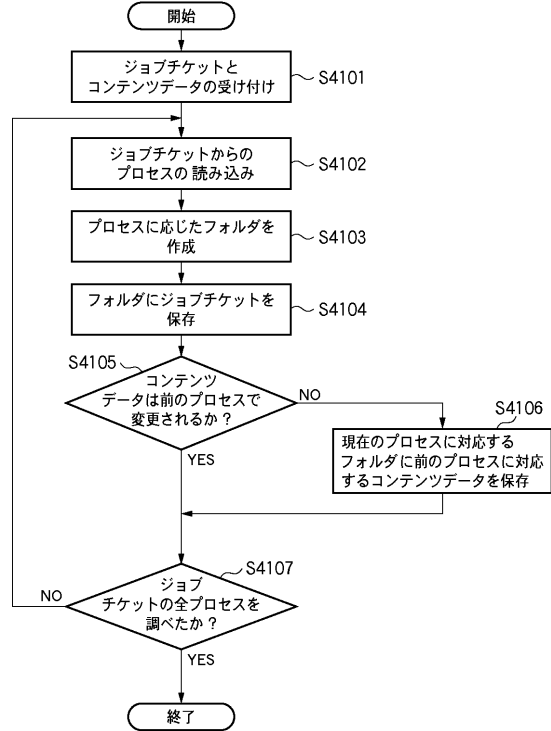 開始
ジョブチケットと
コンテンツデータの受け付け
S4101
ジョブチケットからの
プロセスの 読み込み
S4102
プロセスに応じたフォルダを
作成
S4103
フォルダにジョブチケットを
保存
S4104
S4105
コンテンツ
データは前のプロセスで
変更されるか？
NO
YES
S4106
現在のプロセスに対応する
フォルダに前のプロセスに対応
するコンテンツデータを保存
S4107
ジョブ
チケットの全プロセスを
調べたか？
NO
YES
終了